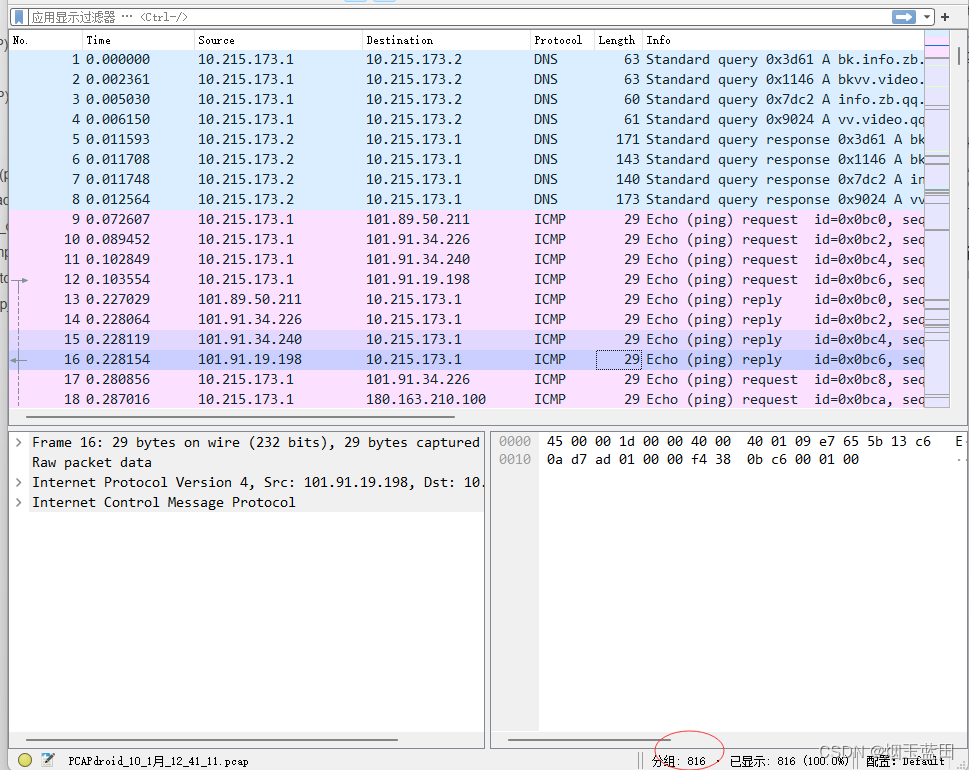 应用显示过滤器 … <Ctrl-/>
No. Time Source Destination Protocol Length Info
1 0.000000 10.215.173.1 10.215.173.2 DNS 63 Standard query 0x3d61 A bk.info.zb.
2 0.002361 10.215.173.1 10.215.173.2 DNS 63 Standard query 0x1146 A bkvv.video.
3 0.005030 10.215.173.1 10.215.173.2 DNS 60 Standard query 0x7dc2 A info.zb.qq.
4 0.006150 10.215.173.1 10.215.173.2 DNS 61 Standard query 0x9024 A vv.video.qq
5 0.011593 10.215.173.2 10.215.173.1 DNS 171 Standard query response 0x3d61 A bk
6 0.011708 10.215.173.2 10.215.173.1 DNS 143 Standard query response 0x1146 A bk
7 0.011748 10.215.173.2 10.215.173.1 DNS 140 Standard query response 0x7dc2 A in
8 0.012564 10.215.173.2 10.215.173.1 DNS 173 Standard query response 0x9024 A vv
9 0.072607 10.215.173.1 101.89.50.211 ICMP 29 Echo (ping) request id=0x0bc0, seq
10 0.089452 10.215.173.1 101.91.34.226 ICMP 29 Echo (ping) request id=0x0bc2, seq
11 0.102849 10.215.173.1 101.91.34.240 ICMP 29 Echo (ping) request id=0x0bc4, seq
12 0.103554 10.215.173.1 101.91.19.198 ICMP 29 Echo (ping) request id=0x0bc6, seq
13 0.227029 101.89.50.211 10.215.173.1 ICMP 29 Echo (ping) reply id=0x0bc0, seq
14 0.228064 101.91.34.226 10.215.173.1 ICMP 29 Echo (ping) reply id=0x0bc2, seq
15 0.228119 101.91.34.240 10.215.173.1 ICMP 29 Echo (ping) reply id=0x0bc4, seq
16 0.228154 101.91.19.198 10.215.173.1 ICMP 29 Echo (ping) reply id=0x0bc6, seq
17 0.280856 10.215.173.1 101.91.34.226 ICMP 29 Echo (ping) request id=0x0bc8, seq
18 0.287016 10.215.173.1 180.163.210.100 ICMP 29 Echo (ping) request id=0x0bca, seq
Frame 16: 29 bytes on wire (232 bits), 29 bytes captured
Raw packet data
Internet Protocol Version 4, Src: 101.91.19.198, Dst: 10.
Internet Control Message Protocol
0000 45 00 00 1d 00 00 40 00 40 01 09 e7 65 5b 13 c6 E·
0010 0a d7 ad 01 00 00 f4 38 0b c6 00 01 00 ··
PCAPdroid_10_1月_12_41_11.pcap
分组: 816 · 已显示: 816 (100.0%)
配置: Default
CSDN @烟玉蓝田